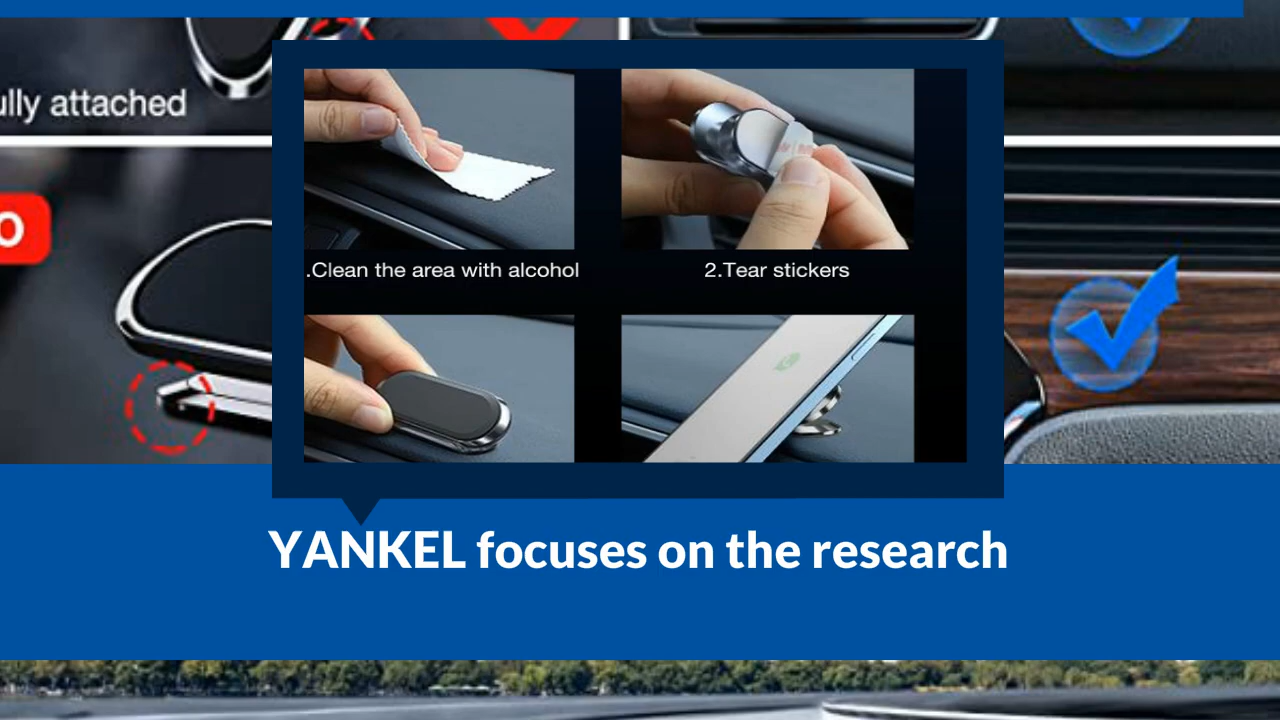 ully attached
O
.Clean the area with alcohol
2.Tear stickers
YANKEL focuses on the research